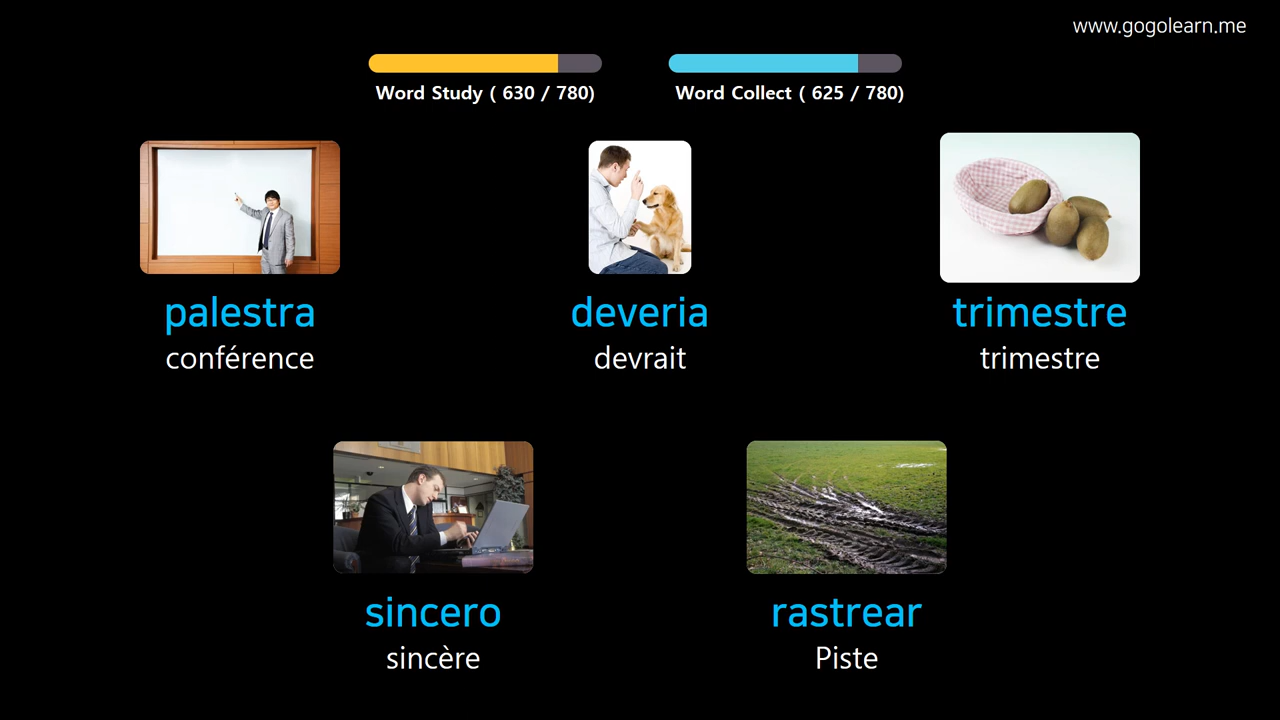 www.gogolearn.me
Word Study ( 630 / 780)
Word Collect ( 625 / 780)
palestra
conférence
deveria
devrait
trimestre
trimestre
sincero
sincère
rastrear
Piste